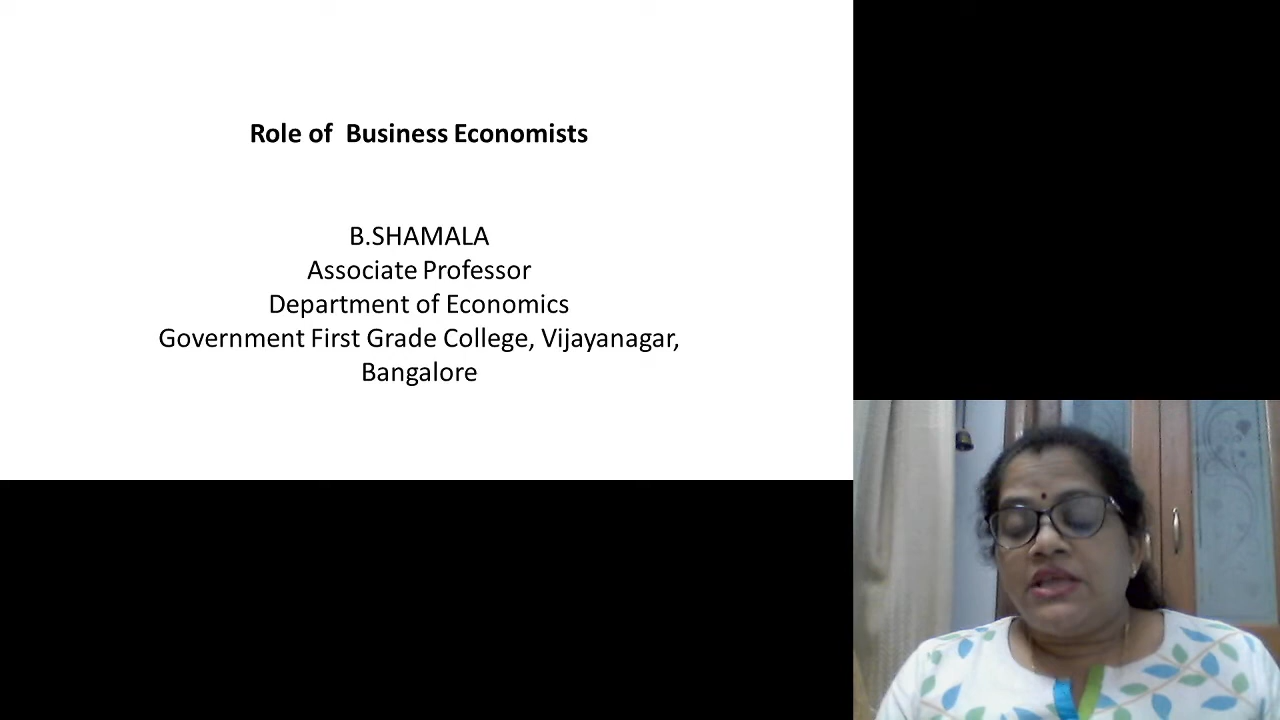 Role of Business Economists
B.SHAMALA
Associate Professor
Department of Economics
Government First Grade College, Vijayanagar,
Bangalore